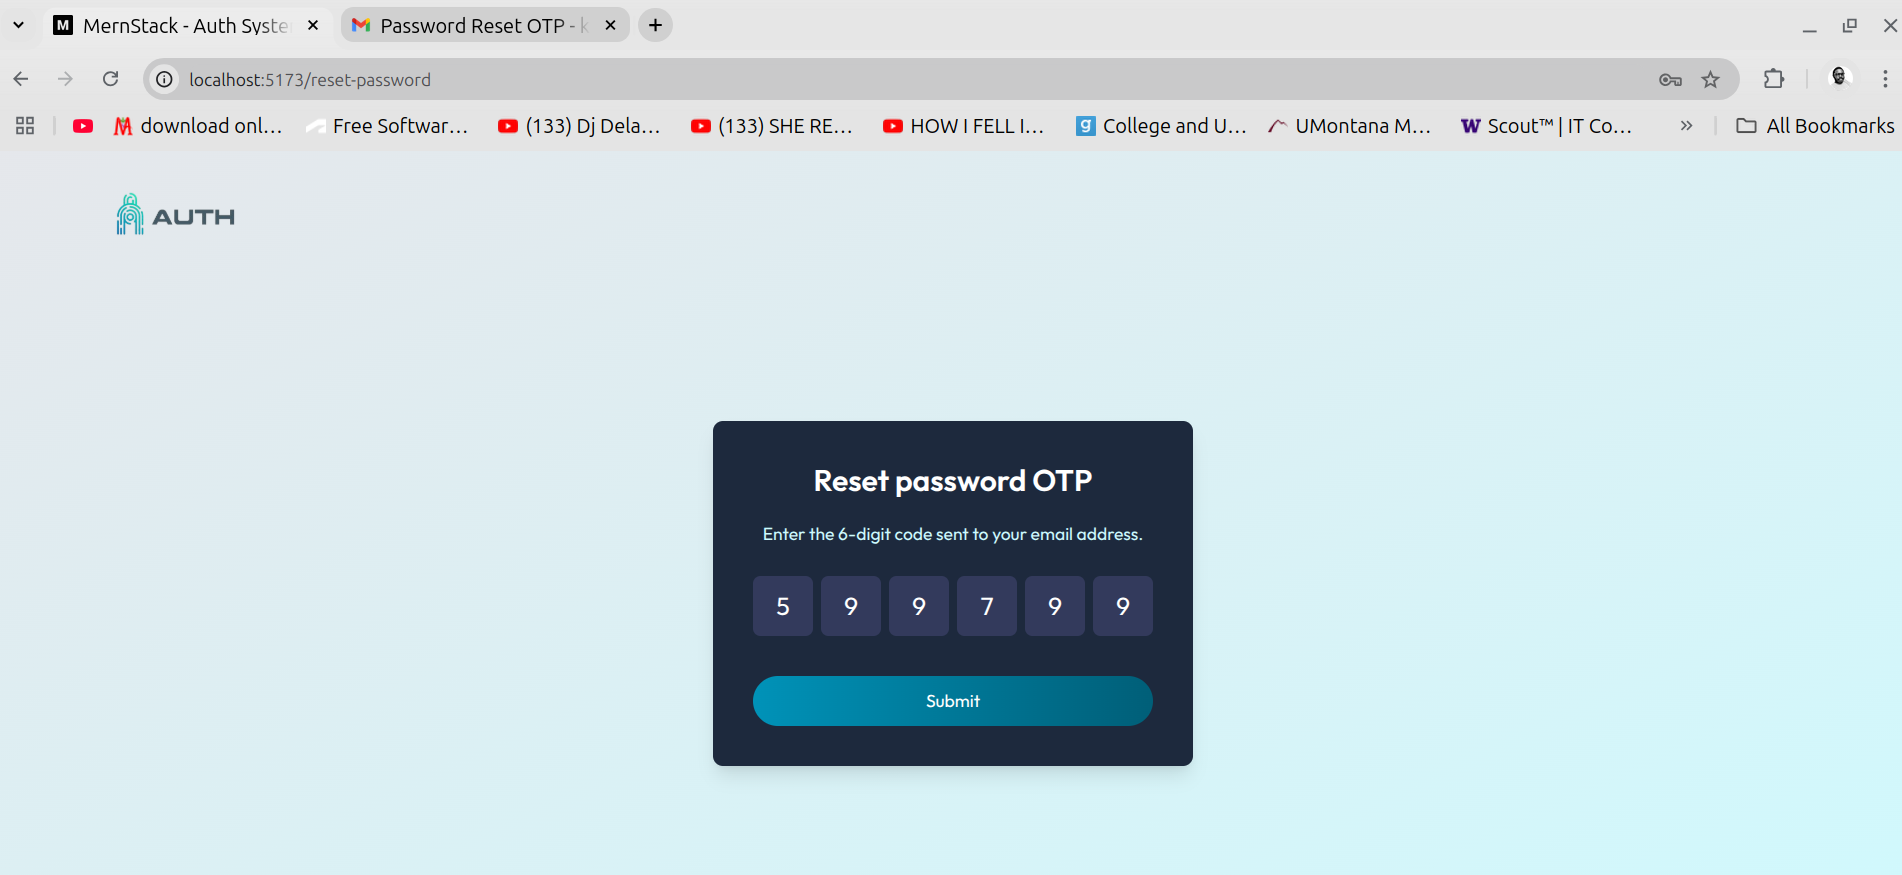 M MernStack - Auth Syste
Password Reset OTP - k
localhost:5173/reset-password
download onl...
Free Softwar...
(133) Dj Dela...
(133) SHE RE...
HOW I FELL I...
g College and U...
UMontana M...
W Scout™ | IT Co...
All Bookmarks
AUTH
Reset password OTP
Enter the 6-digit code sent to your email address.
5 9 9 7 9 9
Submit